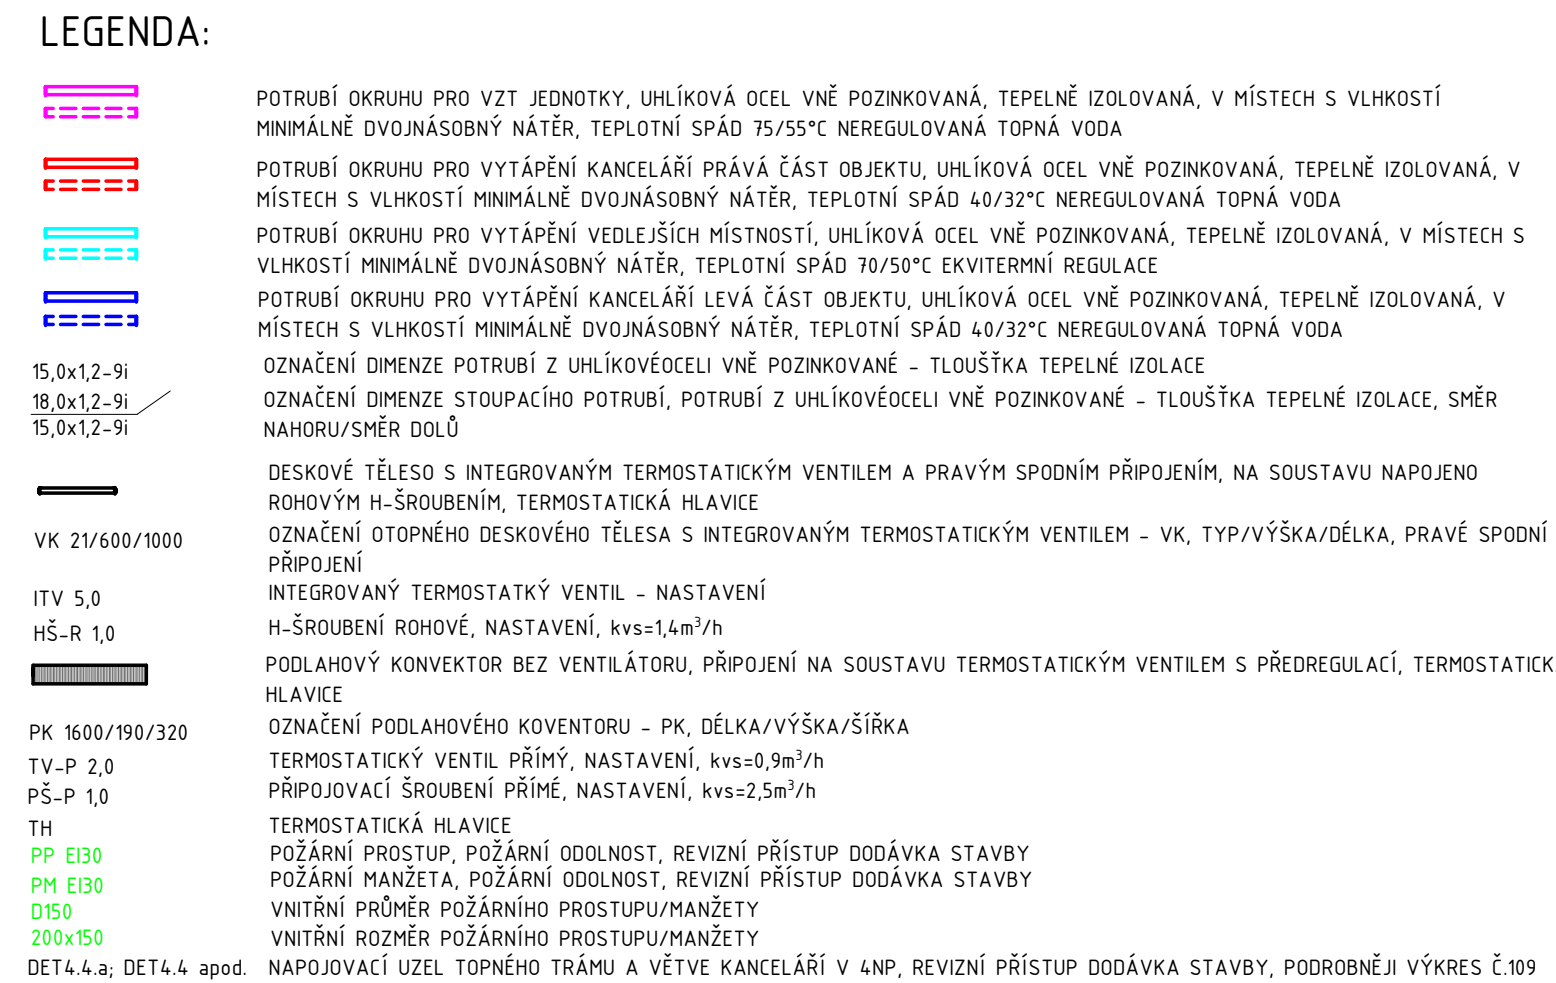 LEGENDA:
POTRUBÍ OKRUHU PRO VZT JEDNOTKY, UHLÍKOVÁ OCEL VNĚ POZINKOVANÁ, TEPELNĚ IZOLOVANÁ, V MÍSTECH S VLHKOSTÍ
MINIMÁLNĚ DVOJNÁSOBNÝ NÁTĚR, TEPLOTNÍ SPÁD 75/55°C NEREGULOVANÁ TOPNÁ VODA
POTRUBÍ OKRUHU PRO VYTÁPĚNÍ KANCELÁŘÍ PRÁVÁ ČÁST OBJEKTU, UHLÍKOVÁ OCEL VNĚ POZINKOVANÁ, TEPELNĚ IZOLOVANÁ, V
MÍSTECH S VLHKOSTÍ MINIMÁLNĚ DVOJNÁSOBNÝ NÁTĚR, TEPLOTNÍ SPÁD 40/32°C NEREGULOVANÁ TOPNÁ VODA
POTRUBÍ OKRUHU PRO VYTÁPĚNÍ VEDLEJŠÍCH MÍSTNOSTÍ, UHLÍKOVÁ OCEL VNĚ POZINKOVANÁ, TEPELNĚ IZOLOVANÁ, V MÍSTECH S
VLHKOSTÍ MINIMÁLNĚ DVOJNÁSOBNÝ NÁTĚR, TEPLOTNÍ SPÁD 70/50°C EKVITERMNÍ REGULACE
POTRUBÍ OKRUHU PRO VYTÁPĚNÍ KANCELÁŘÍ LEVÁ ČÁST OBJEKTU, UHLÍKOVÁ OCEL VNĚ POZINKOVANÁ, TEPELNĚ IZOLOVANÁ, V
MÍSTECH S VLHKOSTÍ MINIMÁLNĚ DVOJNÁSOBNÝ NÁTĚR, TEPLOTNÍ SPÁD 40/32°C NEREGULOVANÁ TOPNÁ VODA
15,0x1,2-9i OZNAČENÍ DIMENZE POTRUBÍ Z UHLÍKOVÉOCELI VNĚ POZINKOVANÉ - TLOUŠŤKA TEPELNÉ IZOLACE
18,0x1,2-9i OZNAČENÍ DIMENZE STOUPACÍHO POTRUBÍ, POTRUBÍ Z UHLÍKOVÉOCELI VNĚ POZINKOVANÉ - TLOUŠŤKA TEPELNÉ IZOLACE, SMĚR
15,0x1,2-9i NAHORU/SMĚR DOLŮ
DESKOVÉ TĚLESO S INTEGROVANÝM TERMOSTATICKÝM VENTILEM A PRAVÝM SPODNÍM PŘIPOJENÍM, NA SOUSTAVU NAPOJENO
ROHOVÝM H-ŠROUBENÍM, TERMOSTATICKÁ HLAVICE
VK 21/600/1000 OZNAČENÍ OTOPNÉHO DESKOVÉHO TĚLESA S INTEGROVANÝM TERMOSTATICKÝM VENTILEM - VK, TYP/VÝŠKA/DÉLKA, PRAVÉ SPODNÍ
PŘIPOJENÍ
ITV 5,0 INTEGROVANÝ TERMOSTATKÝ VENTIL - NASTAVENÍ
HŠ-R 1,0 H-ŠROUBENÍ ROHOVÉ, NASTAVENÍ, kvs=1,4m³/h
PODLAHOVÝ KONVEKTOR BEZ VENTILÁTORU, PŘIPOJENÍ NA SOUSTAVU TERMOSTATICKÝM VENTILEM S PŘEDREGULACÍ, TERMOSTATICK
HLAVICE
PK 1600/190/320 OZNAČENÍ PODLAHOVÉHO KOVENTORU - PK, DÉLKA/VÝŠKA/ŠÍŘKA
TV-P 2,0 TERMOSTATICKÝ VENTIL PŘÍMÝ, NASTAVENÍ, kvs=0,9m³/h
PŠ-P 1,0 PŘIPOJOVACÍ ŠROUBENÍ PŘÍMÉ, NASTAVENÍ, kvs=2,5m³/h
TH TERMOSTATICKÁ HLAVICE
PP EI30 POŽÁRNÍ PROSTUP, POŽÁRNÍ ODOLNOST, REVIZNÍ PŘÍSTUP DODÁVKA STAVBY
PM EI30 POŽÁRNÍ MANŽETA, POŽÁRNÍ ODOLNOST, REVIZNÍ PŘÍSTUP DODÁVKA STAVBY
D150 VNITŘNÍ PRŮMĚR POŽÁRNÍHO PROSTUPU/MANŽETY
200x150 VNITŘNÍ ROZMĚR POŽÁRNÍHO PROSTUPU/MANŽETY
DET4.4.a; DET4.4 apod. NAPOJOVACÍ UZEL TOPNÉHO TRÁMU A VĚTVE KANCELÁŘÍ V 4NP, REVIZNÍ PŘÍSTUP DODÁVKA STAVBY, PODROBNĚJI VÝKRES Č.109